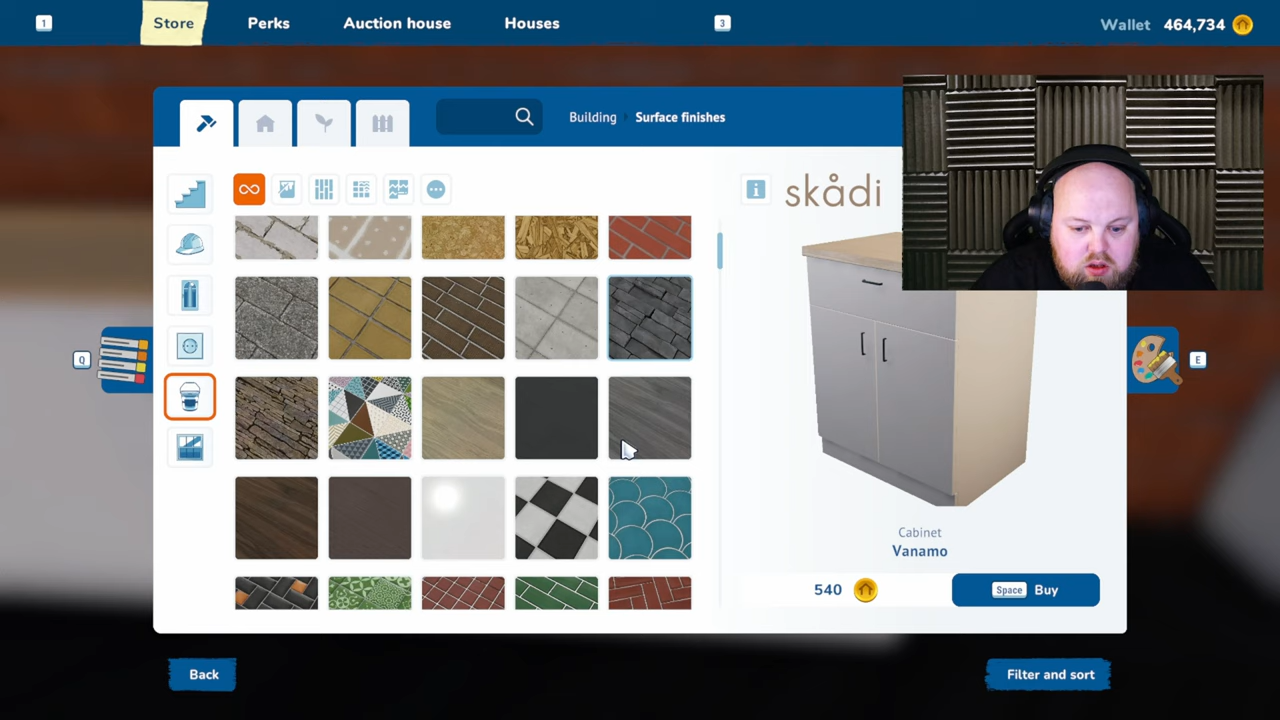 1
Store
Perks
Auction house
Houses
3
Wallet 464,734
Building
Surface finishes
i
skådi
Q
E
Cabinet
Vanamo
540
Space Buy
Back
Filter and sort